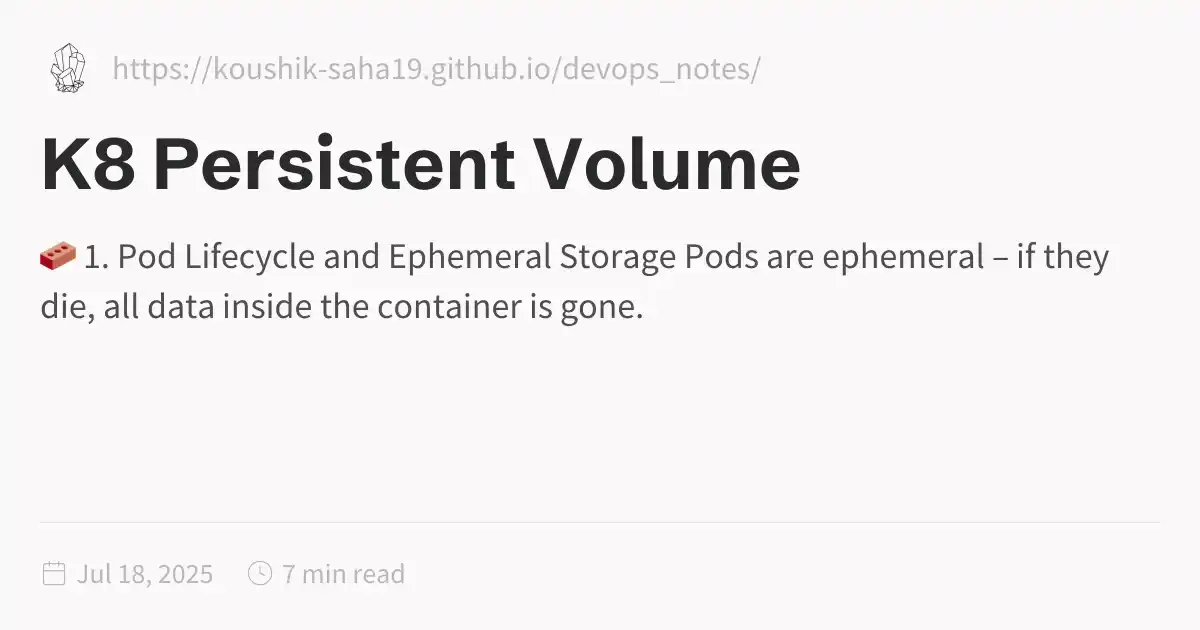 https://koushik-saha19.github.io/devops_notes/
K8 Persistent Volume
🧱 1. Pod Lifecycle and Ephemeral Storage Pods are ephemeral – if they
die, all data inside the container is gone.
Jul 18, 2025 7 min read